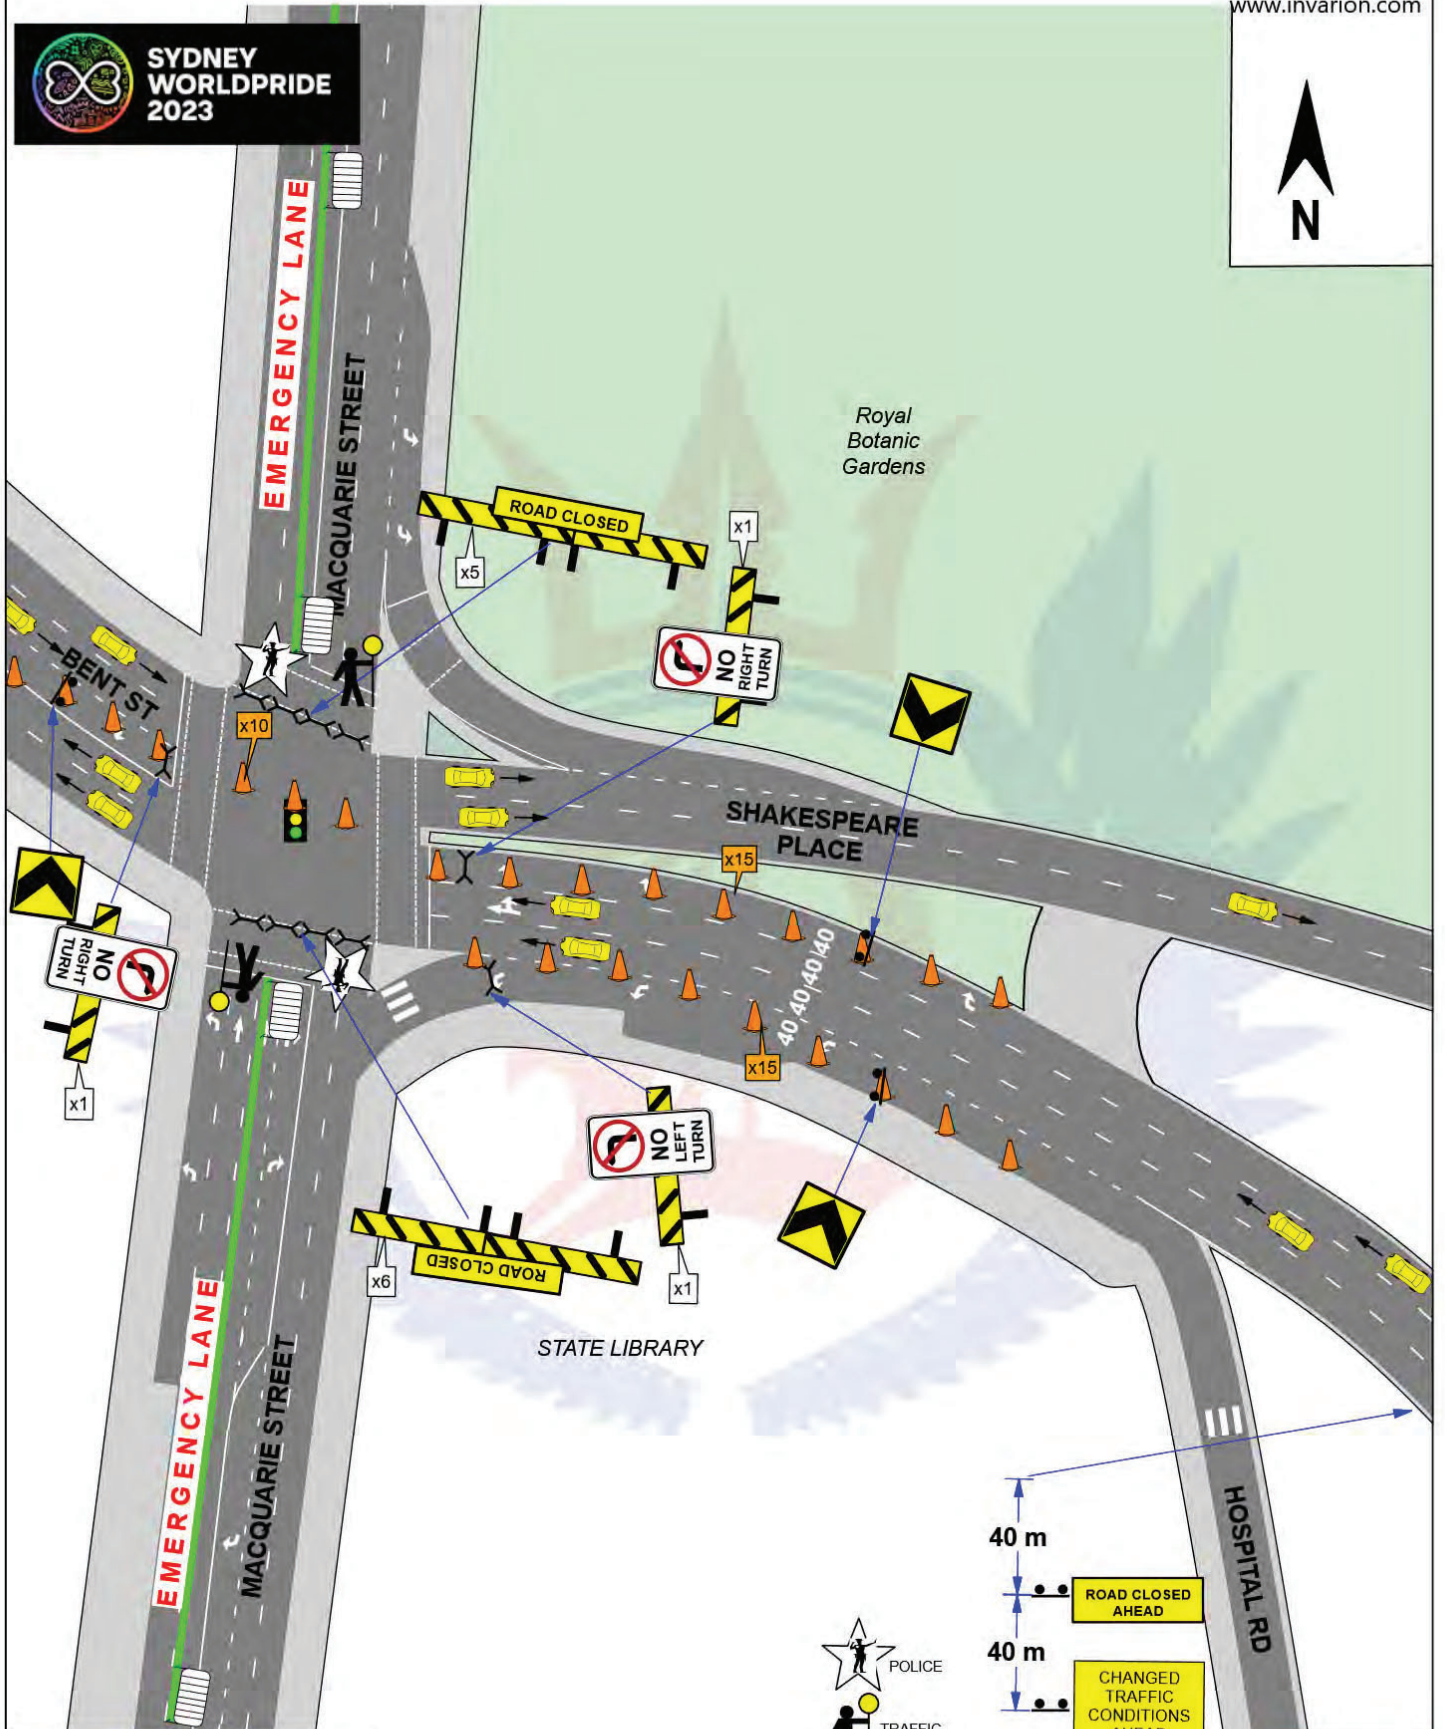 www.invarion.com
SYDNEY
WORLDPRIDE
2023
N
EMERGENCY LANE
MACQUARIE STREET
Royal
Botanic
Gardens
ROAD CLOSED
x5
x1
NO
RIGHT
TURN
BENT ST
x10
SHAKESPEARE
PLACE
x15
40 40 40 40
x15
NO
RIGHT
TURN
x1
NO
LEFT
TURN
x1
ROAD CLOSED
x6
STATE LIBRARY
EMERGENCY LANE
MACQUARIE STREET
HOSPITAL RD
40 m
ROAD CLOSED
AHEAD
40 m
CHANGED
TRAFFIC
CONDITIONS
AHEAD
POLICE
TRAFFIC